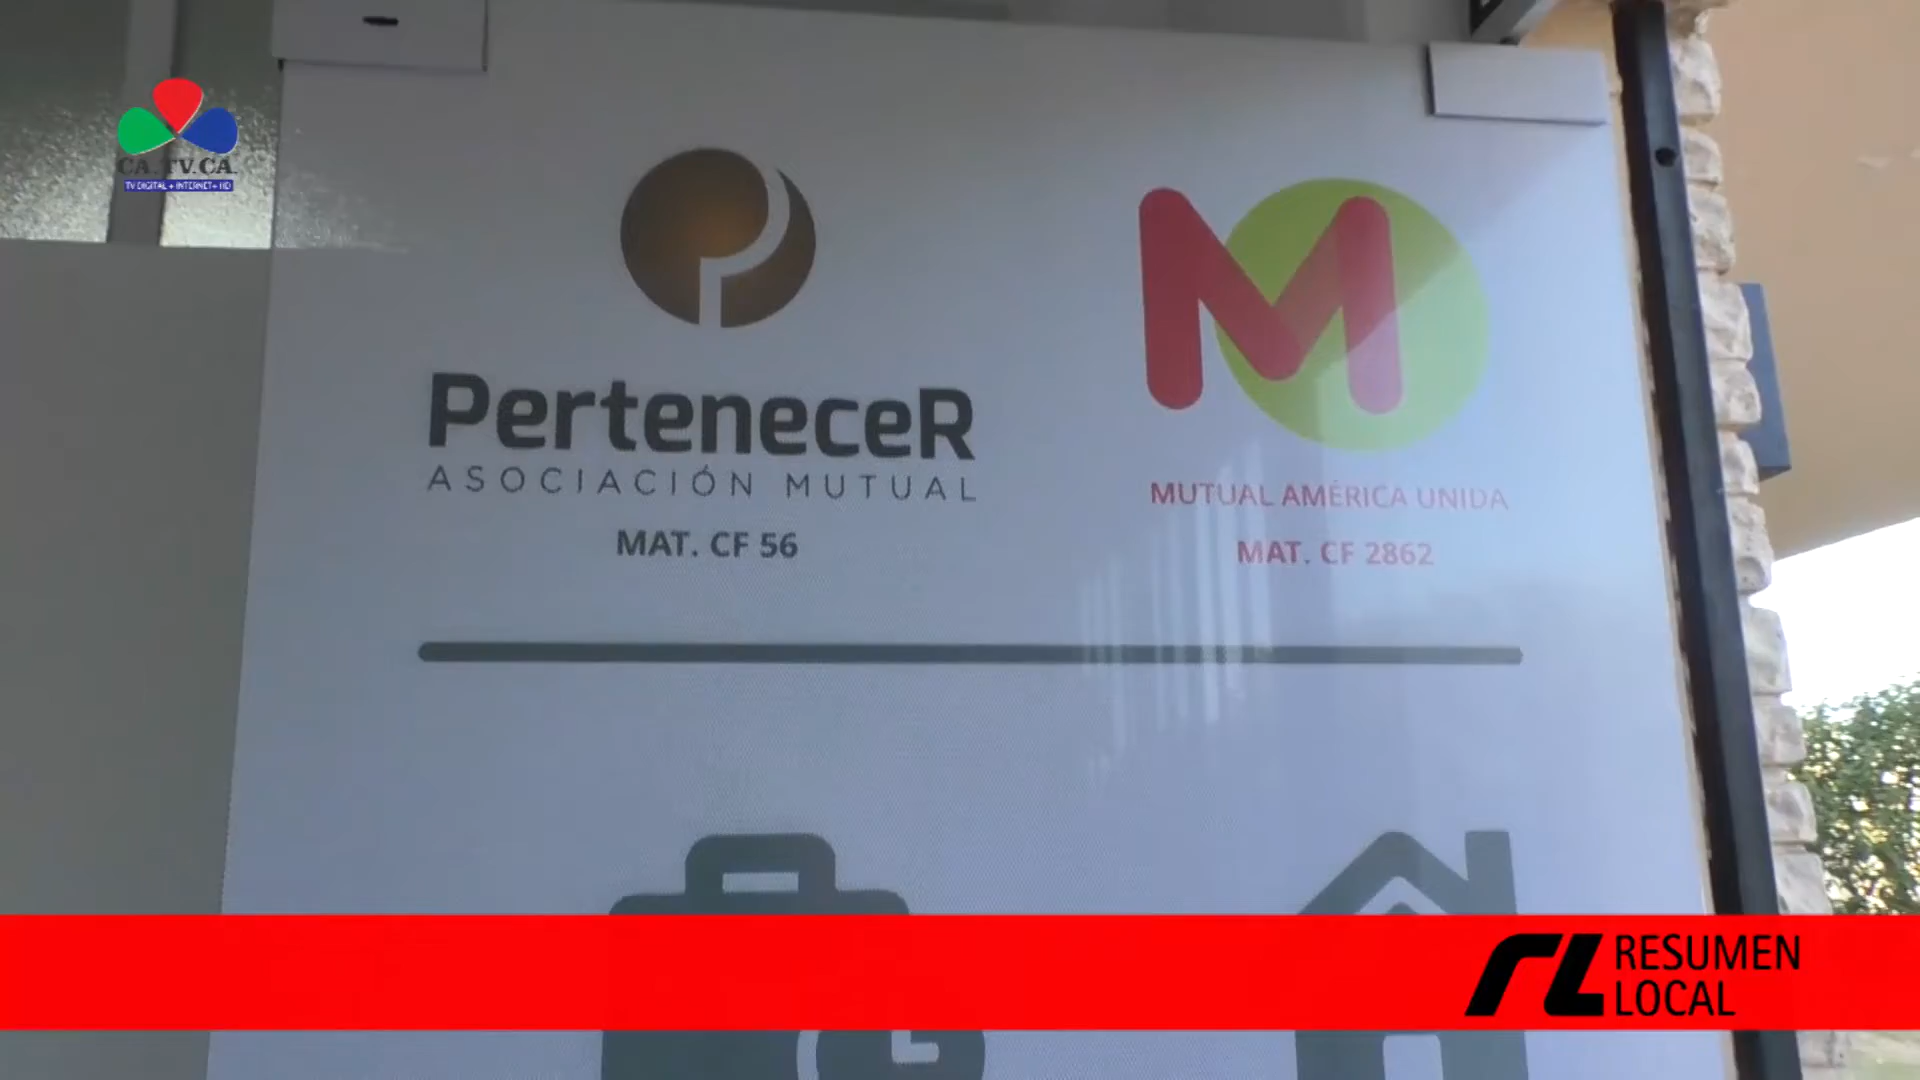 CA.TV.CA.
TV DIGITAL + INTERNET + HD
PerteneceR
ASOCIACIÓN MUTUAL
MAT. CF 56
MUTUAL AMÉRICA UNIDA
MAT. CF 2862
RESUMEN
LOCAL